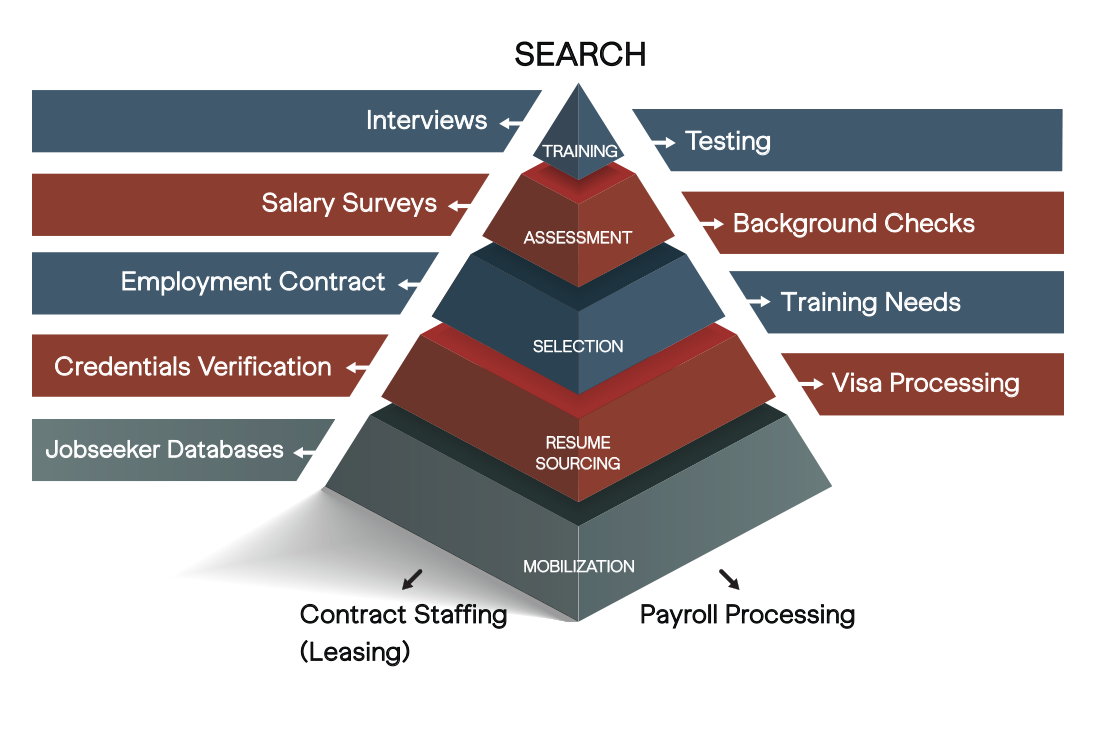 SEARCH
Interviews
TRAINING
Testing
Salary Surveys
ASSESSMENT
Background Checks
Employment Contract
SELECTION
Training Needs
Credentials Verification
RESUME
SOURCING
Visa Processing
Jobseeker Databases
MOBILIZATION
Contract Staffing
(Leasing)
Payroll Processing